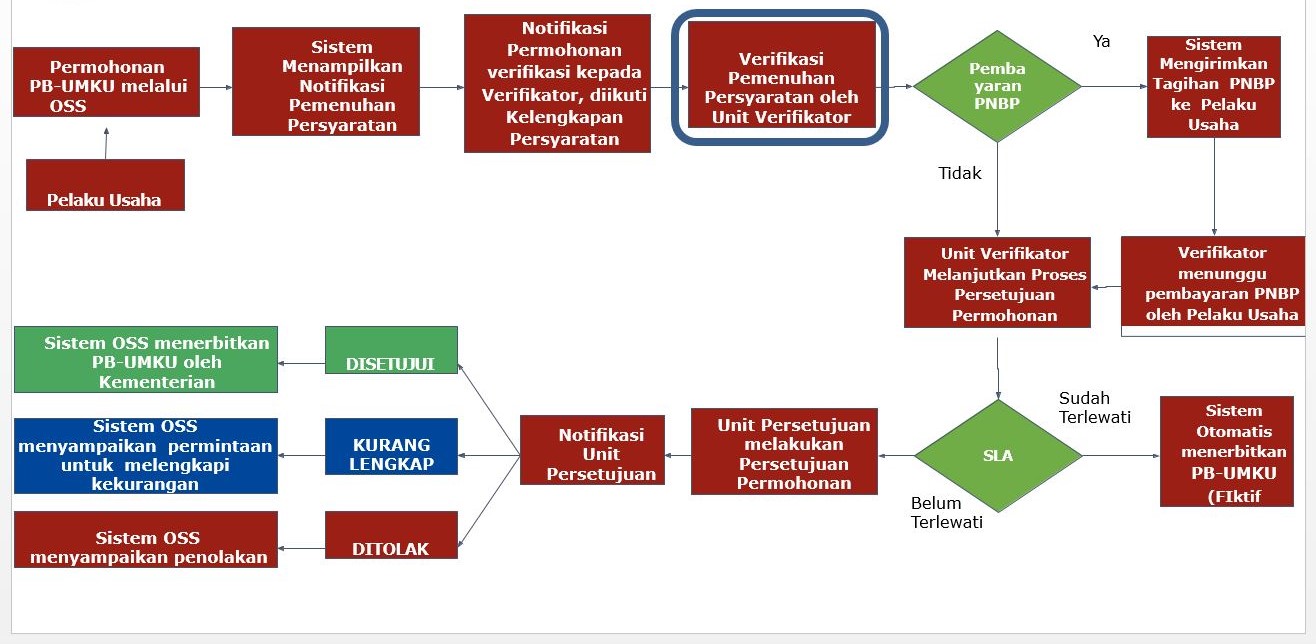 Permohonan
PB-UMKU melalui
OSS
Pelaku Usaha
Sistem
Menampilkan
Notifikasi
Pemenuhan
Persyaratan
Notifikasi
Permohonan
verifikasi kepada
Verifikator, diikuti
Kelengkapan
Persyaratan
Verifikasi
Pemenuhan
Persyaratan oleh
Unit Verifikator
Pemba
yaran
PNBP
Ya
Tidak
Sistem
Mengirimkan
Tagihan PNBP
ke Pelaku
Usaha
Verifikator
menunggu
pembayaran PNBP
oleh Pelaku Usaha
Unit Verifikator
Melanjutkan Proses
Persetujuan
Permohonan
SLA
Sudah
Terlewati
Sistem
Otomatis
menerbitkan
PB-UMKU
(FIktif
Belum
Terlewati
Unit Persetujuan
melakukan
Persetujuan
Permohonan
Notifikasi
Unit
Persetujuan
DISETUJUI
Sistem OSS menerbitkan
PB-UMKU oleh
Kementerian
KURANG
LENGKAP
Sistem OSS
menyampaikan permintaan
untuk melengkapi
kekurangan
DITOLAK
Sistem OSS
menyampaikan penolakan